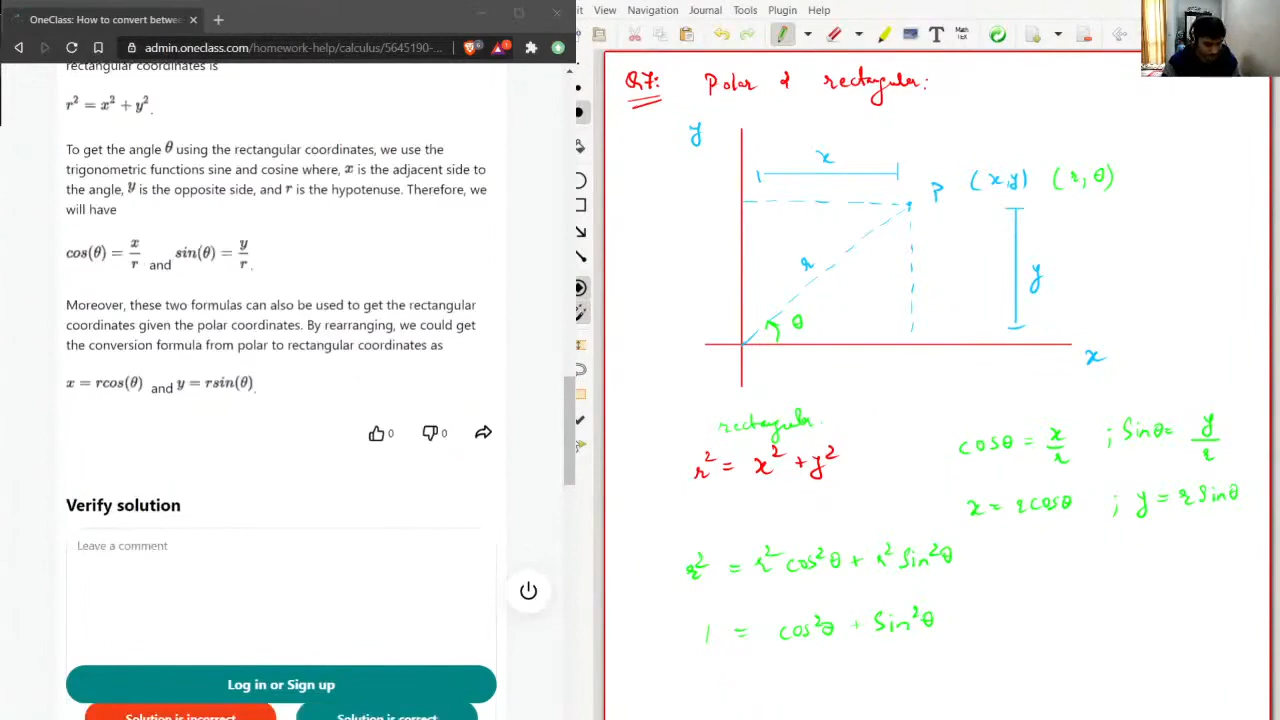 OneClass: How to convert between
admin.oneclass.com/homework-help/calculus/5645190-...
rectangular coordinates is
r² = x² + y².
To get the angle θ using the rectangular coordinates, we use the
trigonometric functions sine and cosine where, x is the adjacent side to
the angle, y is the opposite side, and r is the hypotenuse. Therefore, we
will have
cos(θ) = x/r and sin(θ) = y/r.
Moreover, these two formulas can also be used to get the rectangular
coordinates given the polar coordinates. By rearranging, we could get
the conversion formula from polar to rectangular coordinates as
x = rcos(θ) and y = rsin(θ).
0 0
Verify solution
Leave a comment
Log in or Sign up
Solution is incorrect Solution is correct
Edit View Navigation Journal Tools Plugin Help
Q7: Polar & rectangular:
y
x
P (x,y) (r, θ)
r
y
θ
x
rectangular.
r² = x² + y²
cosθ = x/r ; Sinθ = y/r
x = rcosθ ; y = rSinθ
r² = r² cos²θ + r² Sin²θ
1 = cos²θ + Sin²θ